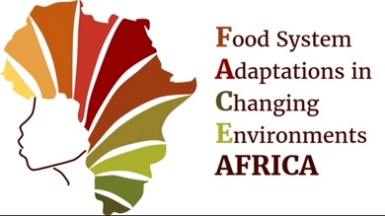 Food System
Adaptations in
Changing
Environments
AFRICA